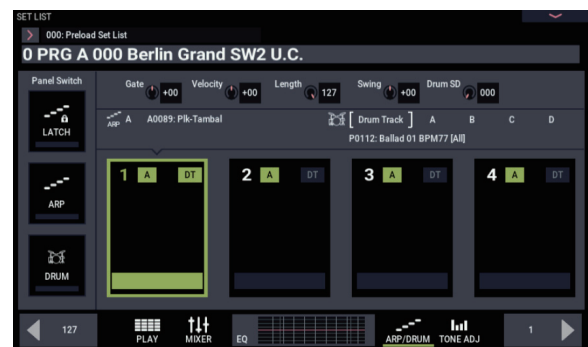 SET LIST
000: Preload Set List
0 PRG A 000 Berlin Grand SW2 U.C.
Panel Switch
Gate +00 Velocity +00 Length 127 Swing +00 Drum SD 000
LATCH
ARP A A0089: Plk-Tambal [ Drum Track ] A B C D
P0112: Ballad 01 BPM77 [All]
1 A DT 2 A DT 3 A DT 4 A DT
ARP
DRUM
127 PLAY MIXER EQ ARP/DRUM TONE ADJ 1